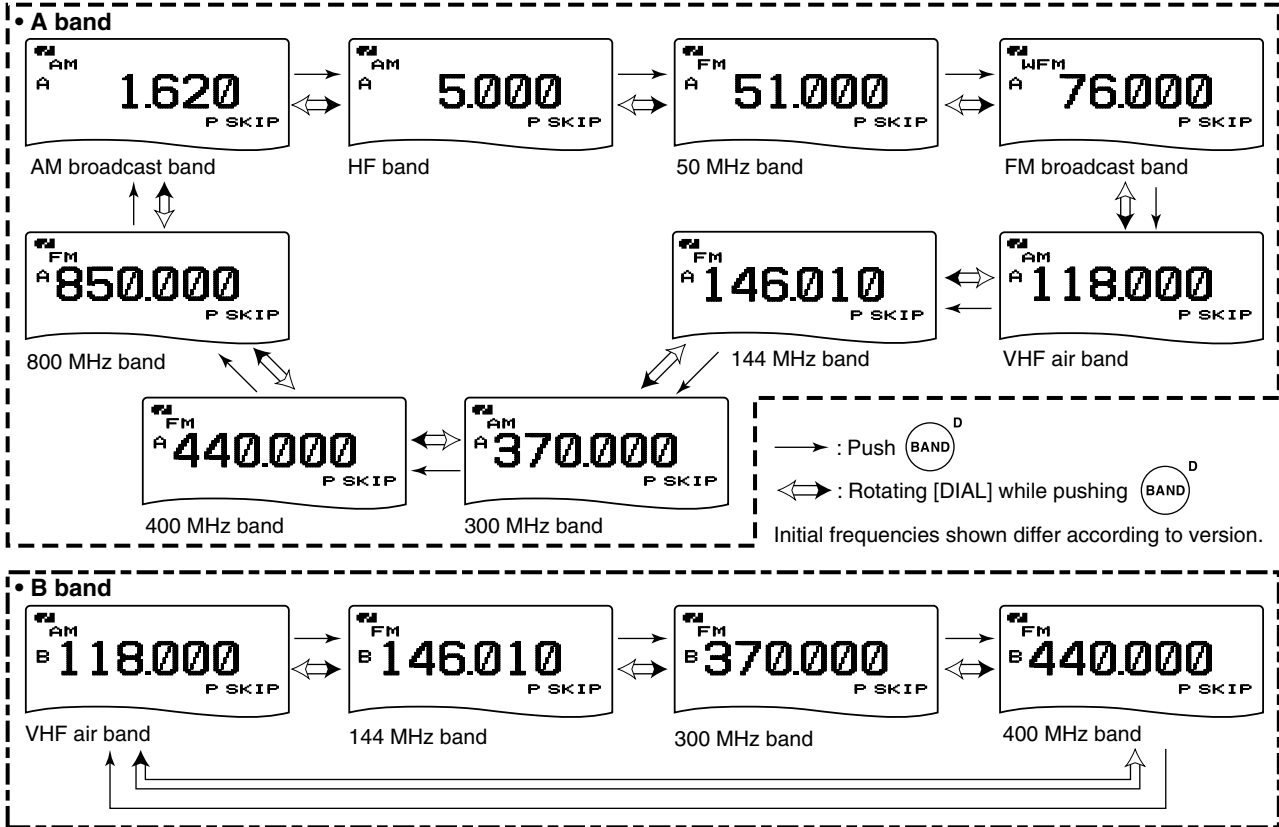 • A band
AM
A 1.620
P SKIP
AM broadcast band
AM
A 5.000
P SKIP
HF band
FM
A 51.000
P SKIP
50 MHz band
WFM
A 76.000
P SKIP
FM broadcast band
FM
A 850.000
P SKIP
800 MHz band
FM
A 146.010
P SKIP
144 MHz band
AM
A 118.000
P SKIP
VHF air band
FM
A 440.000
P SKIP
400 MHz band
AM
A 370.000
P SKIP
300 MHz band
: Push BAND D
: Rotating [DIAL] while pushing BAND D
Initial frequencies shown differ according to version.
• B band
AM
B 118.000
P SKIP
VHF air band
FM
B 146.010
P SKIP
144 MHz band
FM
B 370.000
P SKIP
300 MHz band
FM
B 440.000
P SKIP
400 MHz band